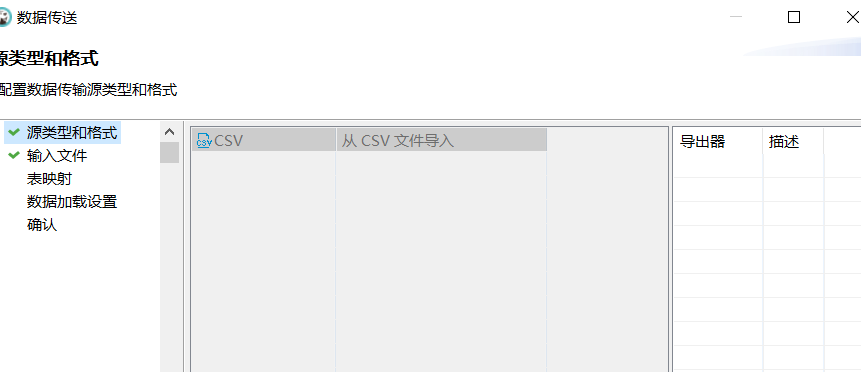 数据传送
源类型和格式
配置数据传输源类型和格式
源类型和格式
输入文件
表映射
数据加载设置
确认
CSV
CSV 从 CSV 文件导入
导出器 描述